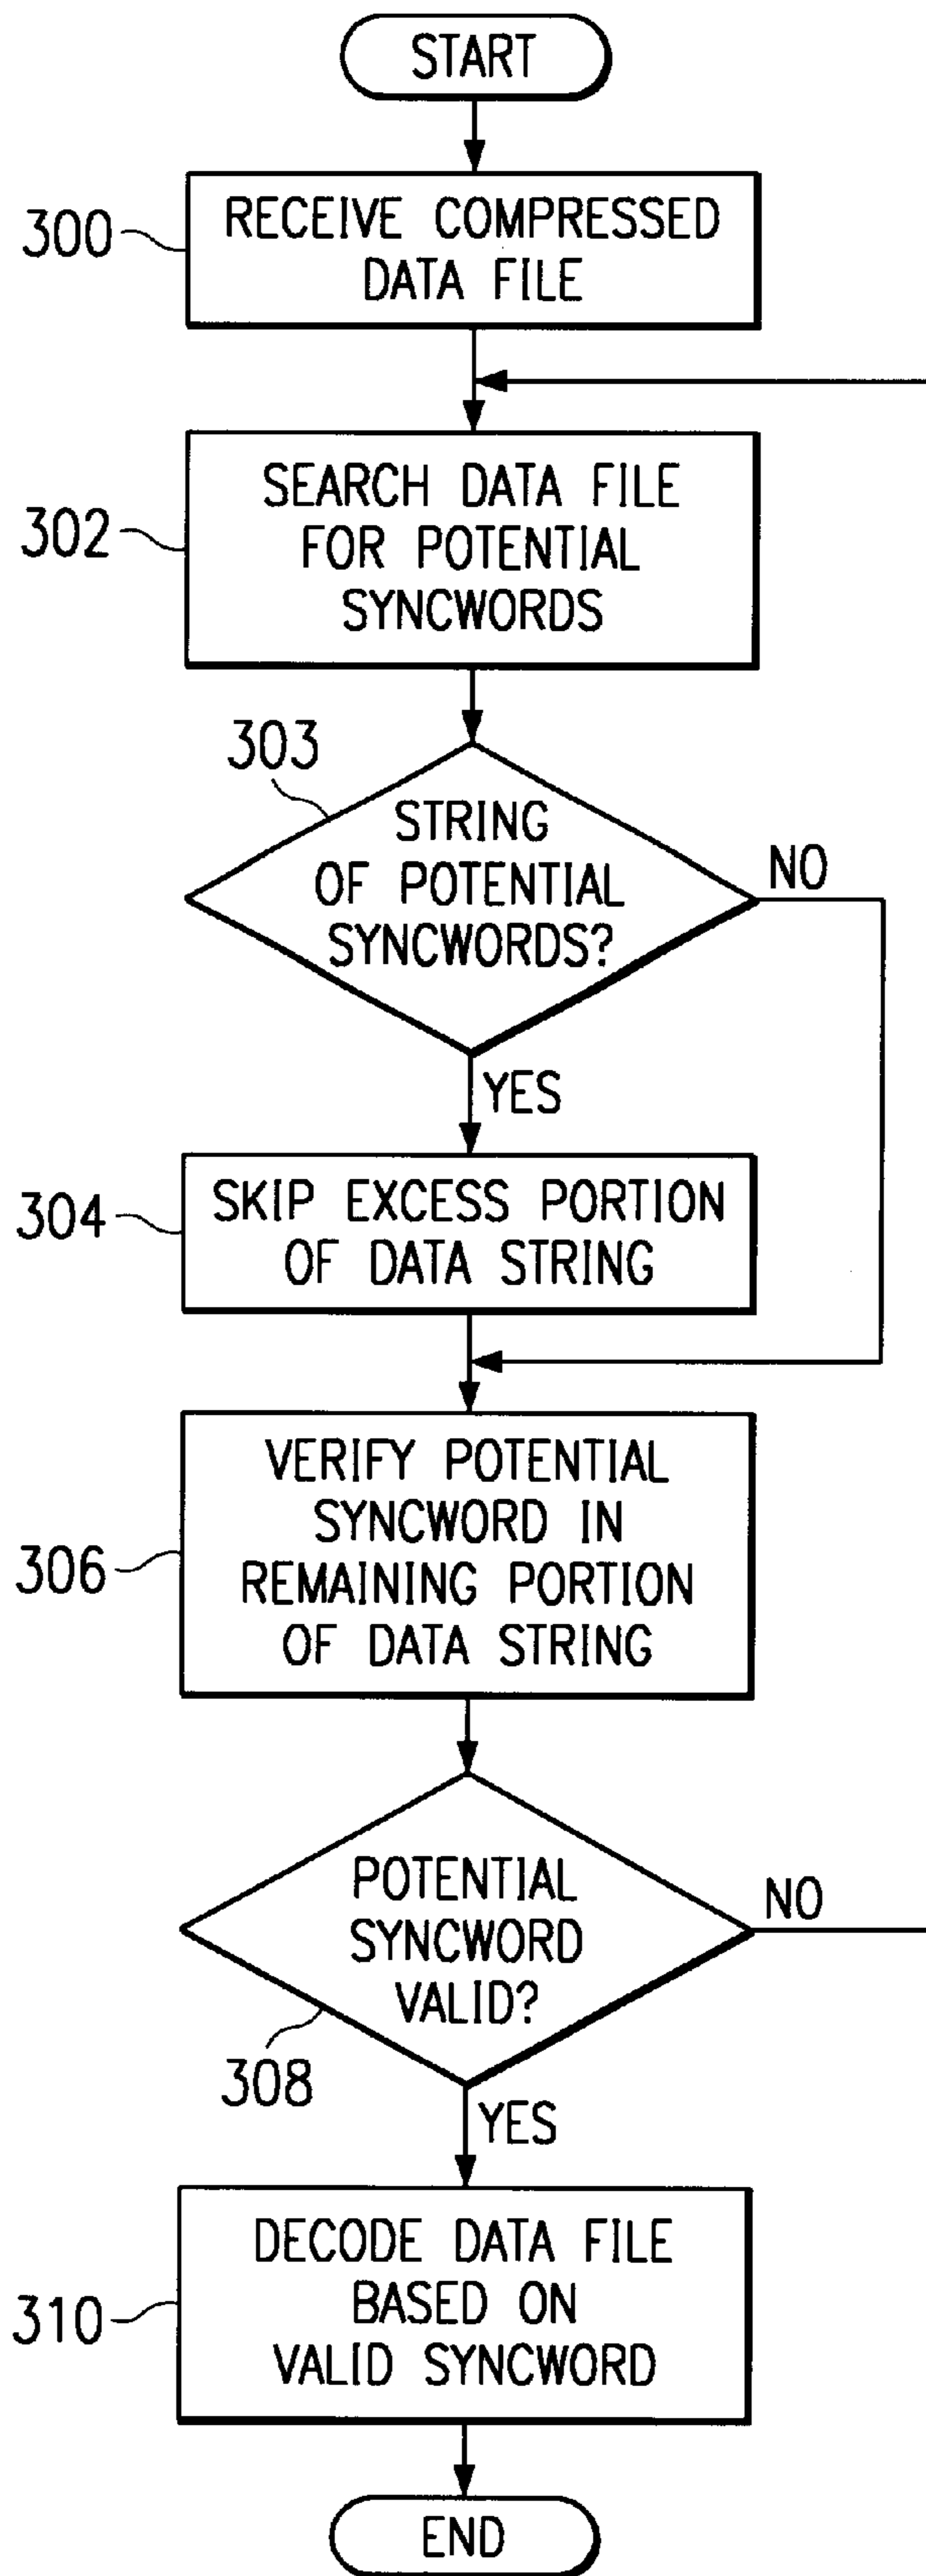 START
300
RECEIVE COMPRESSED
DATA FILE
302
SEARCH DATA FILE
FOR POTENTIAL
SYNCWORDS
303
STRING
OF POTENTIAL
SYNCWORDS?
NO
YES
304
SKIP EXCESS PORTION
OF DATA STRING
306
VERIFY POTENTIAL
SYNCWORD IN
REMAINING PORTION
OF DATA STRING
POTENTIAL
SYNCWORD
VALID?
NO
308
YES
310
DECODE DATA FILE
BASED ON
VALID SYNCWORD
END